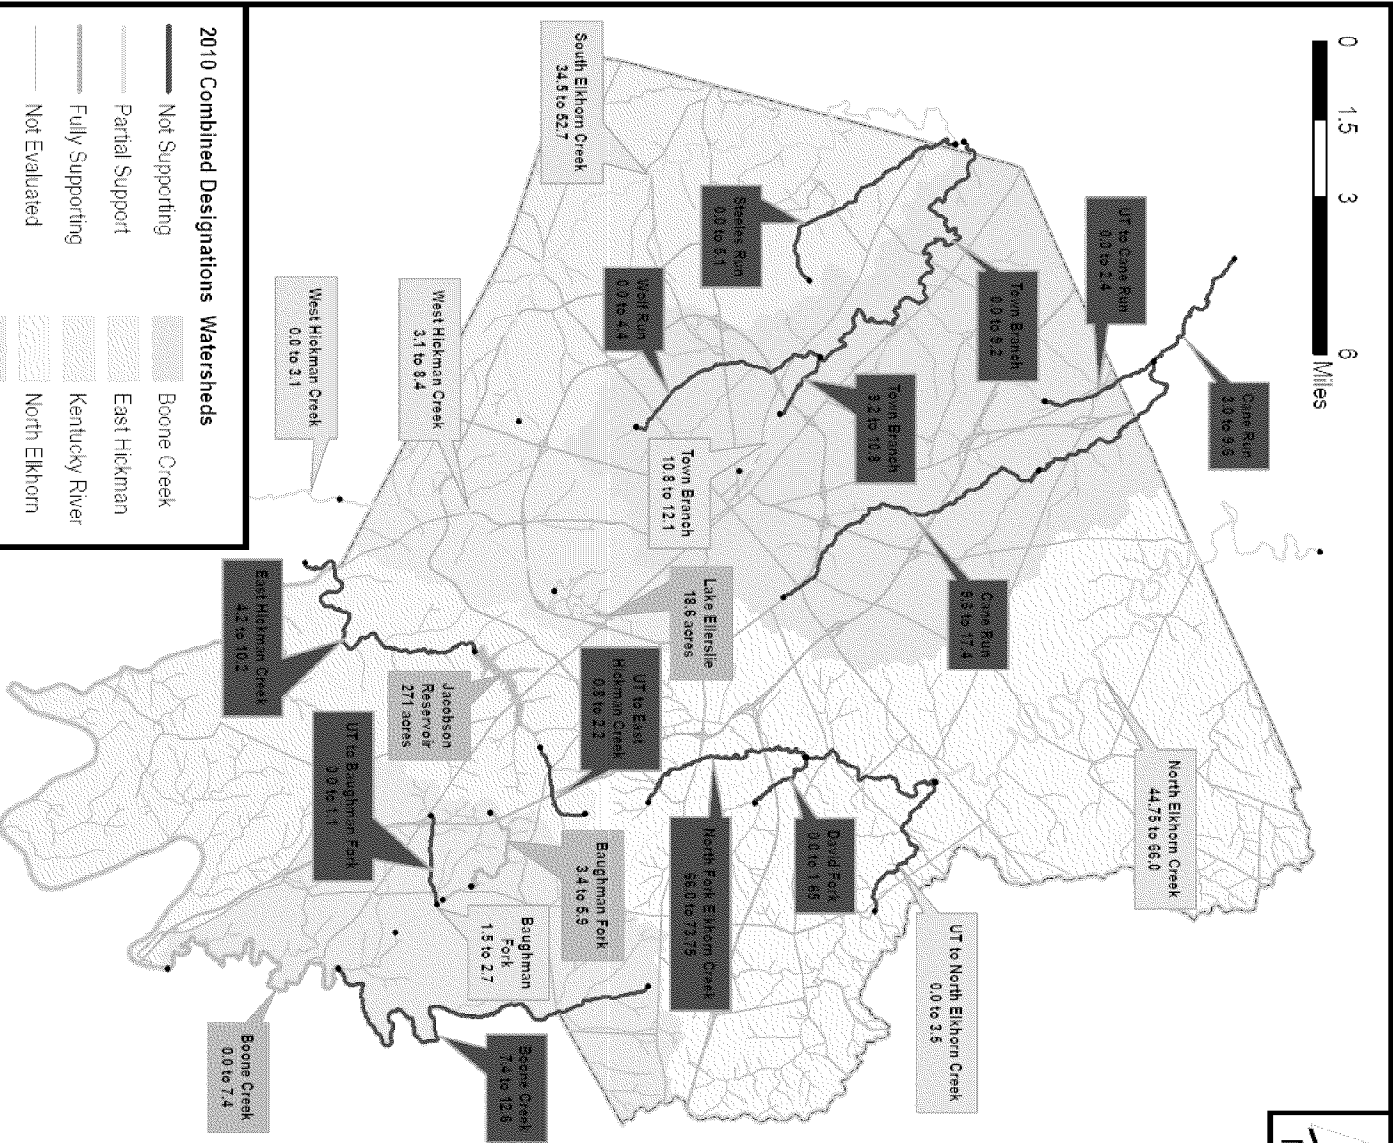 0 1.5 3 6
Miles
Cane Run
3.0 to 9.6
UT to Cane Run
0.0 to 2.4
Town Branch
0.0 to 9.2
Town Branch
9.2 to 10.8
Cane Run
9.6 to 17.4
North Elkhorn Creek
44.75 to 66.0
UT to North Elkhorn Creek
0.0 to 3.5
David Fork
0.0 to 1.65
North Fork Elkhorn Creek
66.0 to 73.75
Steeles Run
0.0 to 5.1
Wolf Run
0.0 to 4.4
Town Branch
10.8 to 12.1
Lake Ellerslie
18.6 acres
UT to East
Hickman Creek
South Elkhorn Creek
34.5 to 52.7
Baughman Fork
3.4 to 5.9
Baughman
Fork
1.5 to 2.7
Boone Creek
7.4 to 12.6
West Hickman Creek
3.1 to 8.4
Jacobson
Reservoir
271 acres
UT to Baughman Fork
0.0 to 1.1
West Hickman Creek
0.0 to 3.1
East Hickman Creek
4.2 to 10.2
Boone Creek
0.0 to 7.4
2010 Combined Designations
Not Supporting
Partial Support
Fully Supporting
Not Evaluated
Watersheds
Boone Creek
East Hickman
Kentucky River
North Elkhorn